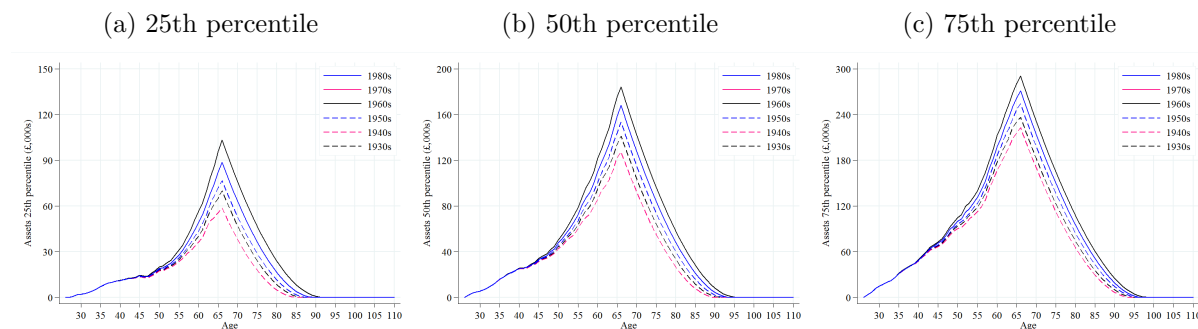 (a) 25th percentile
(b) 50th percentile
(c) 75th percentile
Assets 25th percentile (£,000s)
150
120
90
60
30
0
30 35 40 45 50 55 60 65 70 75 80 85 90 95 100 105 110
Age
1980s
1970s
1960s
1950s
1940s
1930s
Assets 50th percentile (£,000s)
200
160
120
80
40
0
30 35 40 45 50 55 60 65 70 75 80 85 90 95 100 105 110
Age
1980s
1970s
1960s
1950s
1940s
1930s
Assets 75th percentile (£,000s)
300
240
180
120
60
0
30 35 40 45 50 55 60 65 70 75 80 85 90 95 100 105 110
Age
1980s
1970s
1960s
1950s
1940s
1930s